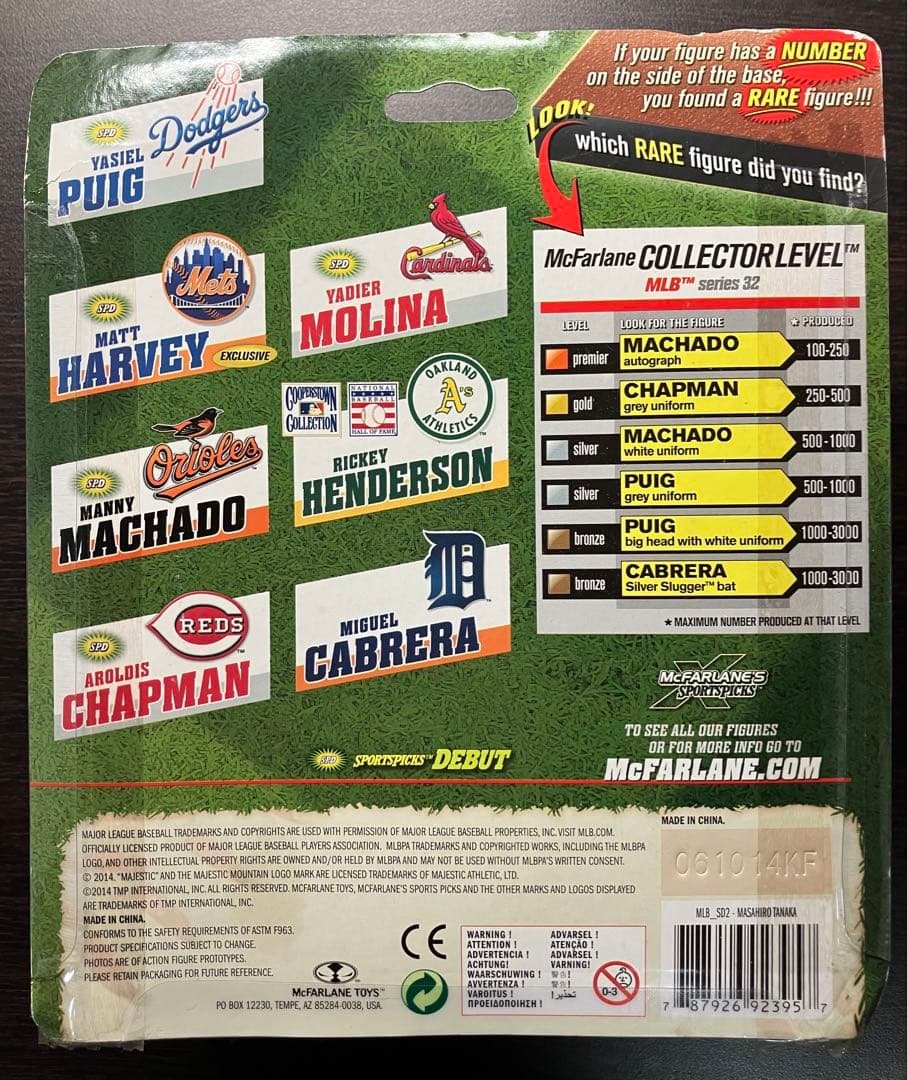 If your figure has a NUMBER
on the side of the base,
you found a RARE figure!!!
LOOK!
which RARE figure did you find?
SPD
Dodgers
YASIEL
PUIG
Mets
SPD
MATT
HARVEY
EXCLUSIVE
SPD
Cardinals
YADIER
MOLINA
Orioles
SPD
MANNY
MACHADO
COOPERSTOWN
COLLECTION
NATIONAL
BASEBALL
HALL OF FAME
OAKLAND
A's
ATHLETICS
RICKEY
HENDERSON
REDS
SPD
AROLDIS
CHAPMAN
D
MIGUEL
CABRERA
SPD SPORTSPICKS™ DEBUT
McFarlane COLLECTOR LEVEL™
MLB™ series 32
LEVEL LOOK FOR THE FIGURE * PRODUCED
premier MACHADO autograph 100-250
gold CHAPMAN grey uniform 250-500
silver MACHADO white uniform 500-1000
silver PUIG grey uniform 500-1000
bronze PUIG big head with white uniform 1000-3000
bronze CABRERA Silver Slugger™ bat 1000-3000
* MAXIMUM NUMBER PRODUCED AT THAT LEVEL
McFARLANE'S
SPORTSPICKS™
TO SEE ALL OUR FIGURES
OR FOR MORE INFO GO TO
McFARLANE.COM
MAJOR LEAGUE BASEBALL TRADEMARKS AND COPYRIGHTS ARE USED WITH PERMISSION OF MAJOR LEAGUE BASEBALL PROPERTIES, INC. VISIT MLB.COM.
OFFICIALLY LICENSED PRODUCT OF MAJOR LEAGUE BASEBALL PLAYERS ASSOCIATION. MLBPA TRADEMARKS AND COPYRIGHTED WORKS, INCLUDING THE MLBPA
LOGO, AND OTHER INTELLECTUAL PROPERTY RIGHTS ARE OWNED AND/OR HELD BY MLBPA AND MAY NOT BE USED WITHOUT MLBPA'S WRITTEN CONSENT.
© 2014. "MAJESTIC" AND THE MAJESTIC MOUNTAIN LOGO MARK ARE LICENSED TRADEMARKS OF MAJESTIC ATHLETIC, LTD.
©2014 TMP INTERNATIONAL, INC. ALL RIGHTS RESERVED. MCFARLANE TOYS, MCFARLANE'S SPORTS PICKS AND THE OTHER MARKS AND LOGOS DISPLAYED
ARE TRADEMARKS OF TMP INTERNATIONAL, INC.
MADE IN CHINA.
CONFORMS TO THE SAFETY REQUIREMENTS OF ASTM F963.
PRODUCT SPECIFICATIONS SUBJECT TO CHANGE.
PHOTOS ARE OF ACTION FIGURE PROTOTYPES.
PLEASE RETAIN PACKAGING FOR FUTURE REFERENCE.
McFARLANE TOYS™
PO BOX 12230, TEMPE, AZ 85284-0038, USA.
CE
WARNING ! ADVARSEL !
ATTENTION ! ATENÇÃO !
ADVERTENCIA ! ADVARSEL !
ACHTUNG! VARNING!
WAARSCHUWING ! 警告!
AVVERTENZA ! 警告!
VAROITUS ! تحذير!
ΠΡΟΕΙΔΟΠΟΙΗΣΗ !
0-3
MADE IN CHINA.
061014KF
MLB_SD2 - MASAHIRO TANAKA
7 87926 92395 7